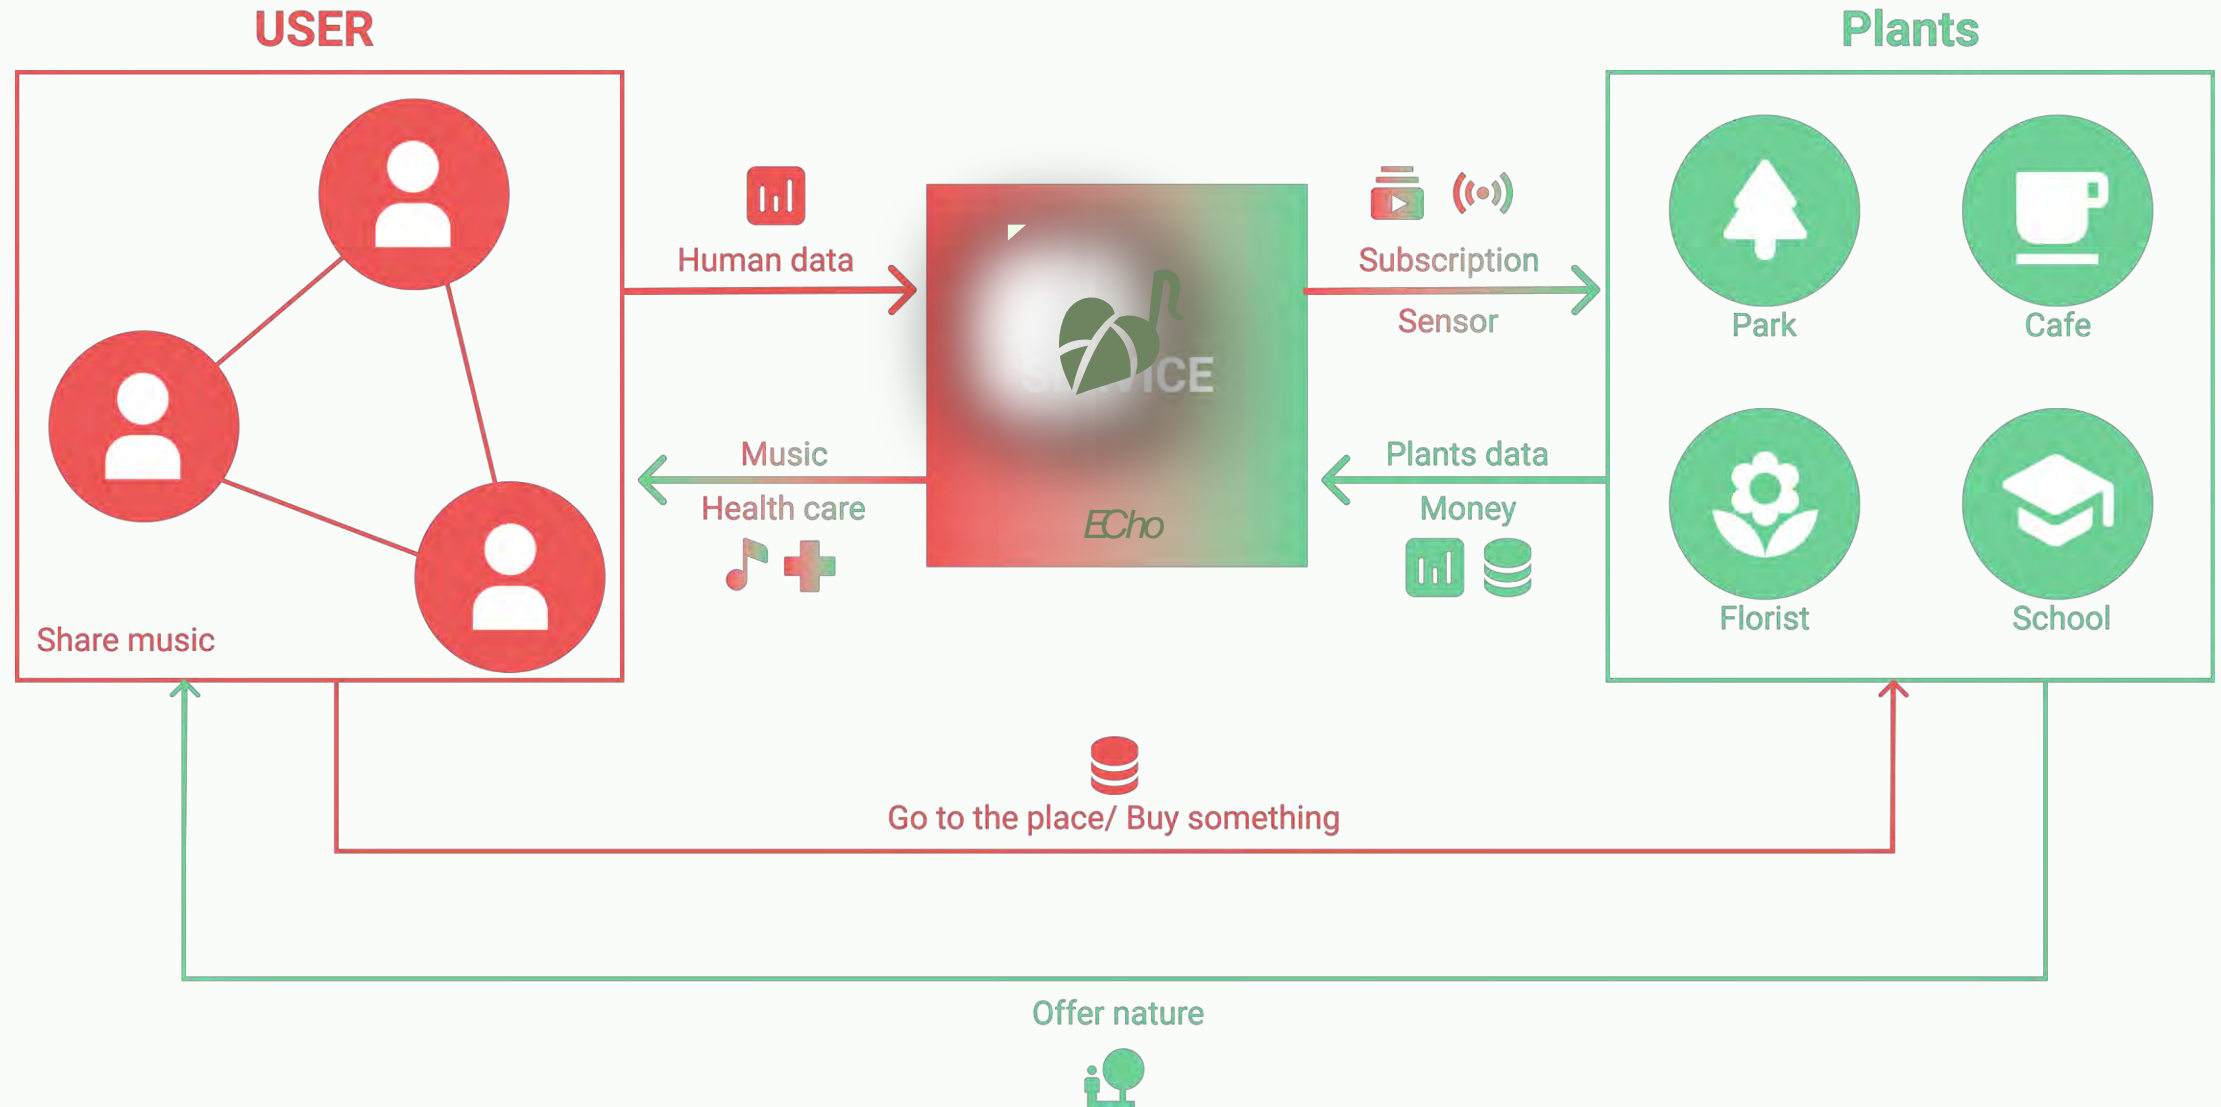 USER
Plants
Human data
Subscription
Sensor
Park
Cafe
SERVICE
Music
Health care
Plants data
Money
ECho
Florist
School
Share music
Go to the place/ Buy something
Offer nature